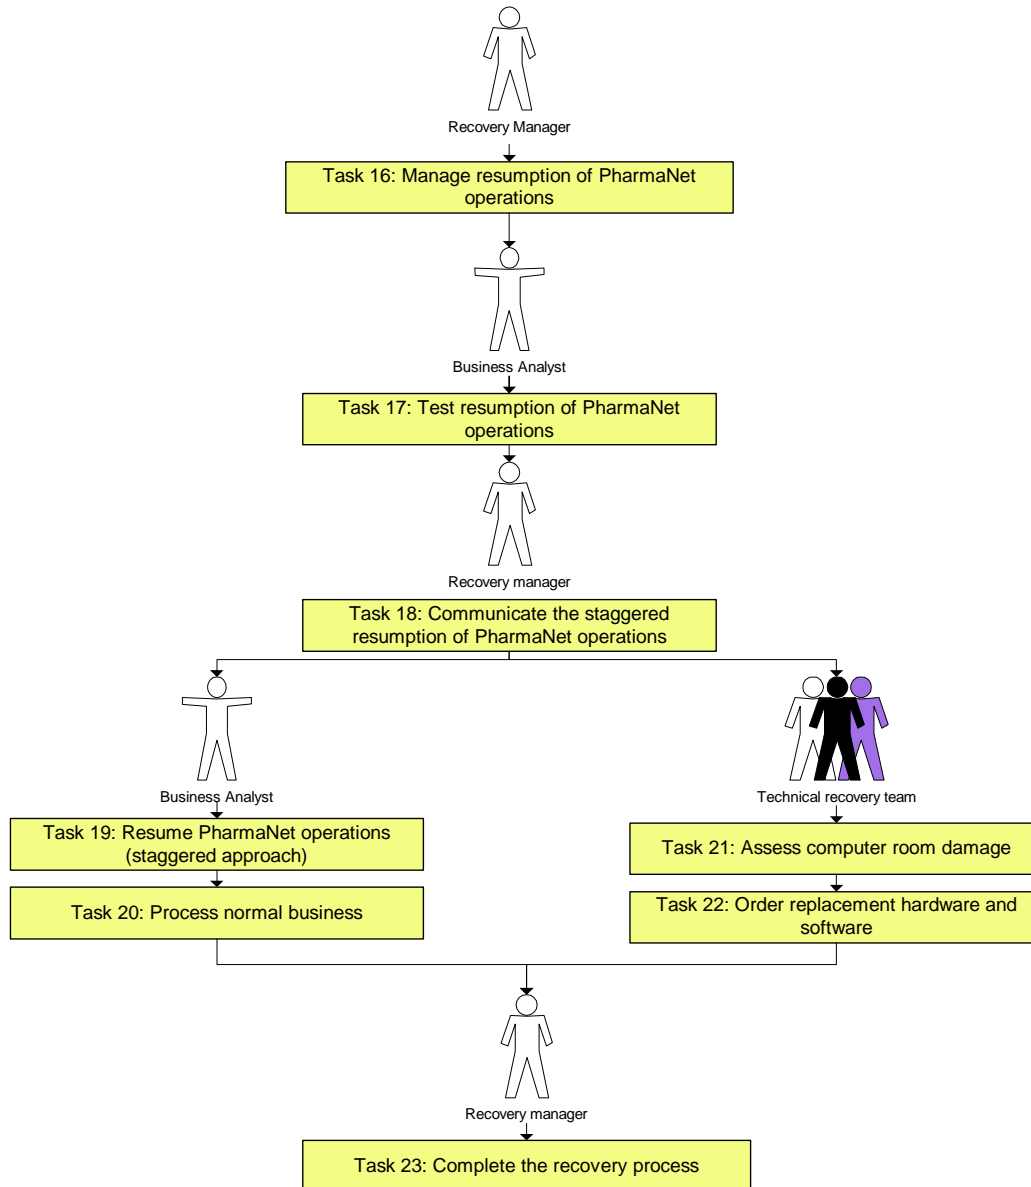 Recovery Manager
Task 16: Manage resumption of PharmaNet
operations
Business Analyst
Task 17: Test resumption of PharmaNet
operations
Recovery manager
Task 18: Communicate the staggered
resumption of PharmaNet operations
Business Analyst
Task 19: Resume PharmaNet operations
(staggered approach)
Task 20: Process normal business
Technical recovery team
Task 21: Assess computer room damage
Task 22: Order replacement hardware and
software
Recovery manager
Task 23: Complete the recovery process